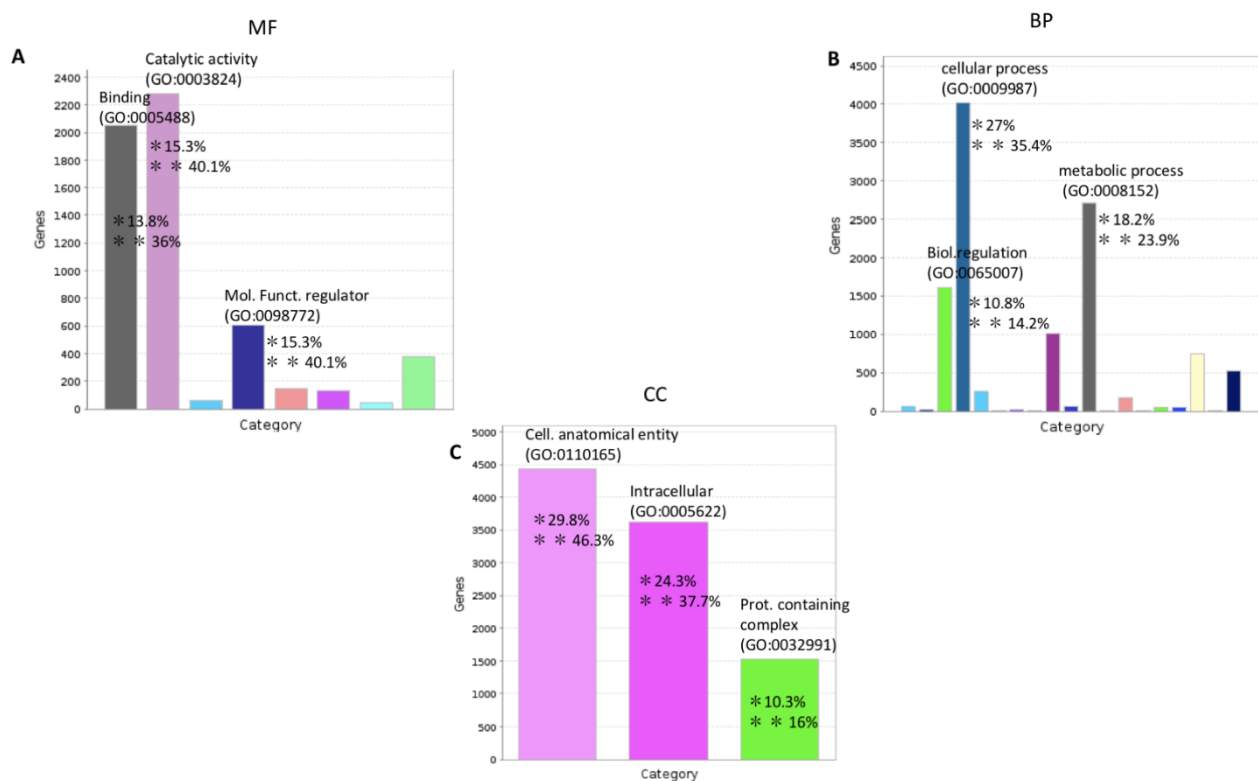 MF
A
Catalytic activity
(GO:0003824)
Binding
(GO:0005488)
2400
2200
2000
1800
1600
1400
1200
1000
800
600
400
200
0
Genes
*15.3%
* * 40.1%
*13.8%
* * 36%
Mol. Funct. regulator
(GO:0098772)
*15.3%
* * 40.1%
Category
BP
B
cellular process
(GO:0009987)
4500
4000
3500
3000
2500
2000
1500
1000
500
0
Genes
*27%
* * 35.4%
metabolic process
(GO:0008152)
*18.2%
* * 23.9%
Biol.regulation
(GO:0065007)
*10.8%
* * 14.2%
Category
CC
C
Cell. anatomical entity
(GO:0110165)
5000
4500
4000
3500
3000
2500
2000
1500
1000
500
0
Genes
*29.8%
* * 46.3%
Intracellular
(GO:0005622)
*24.3%
* * 37.7%
Prot. containing
complex
(GO:0032991)
*10.3%
* * 16%
Category